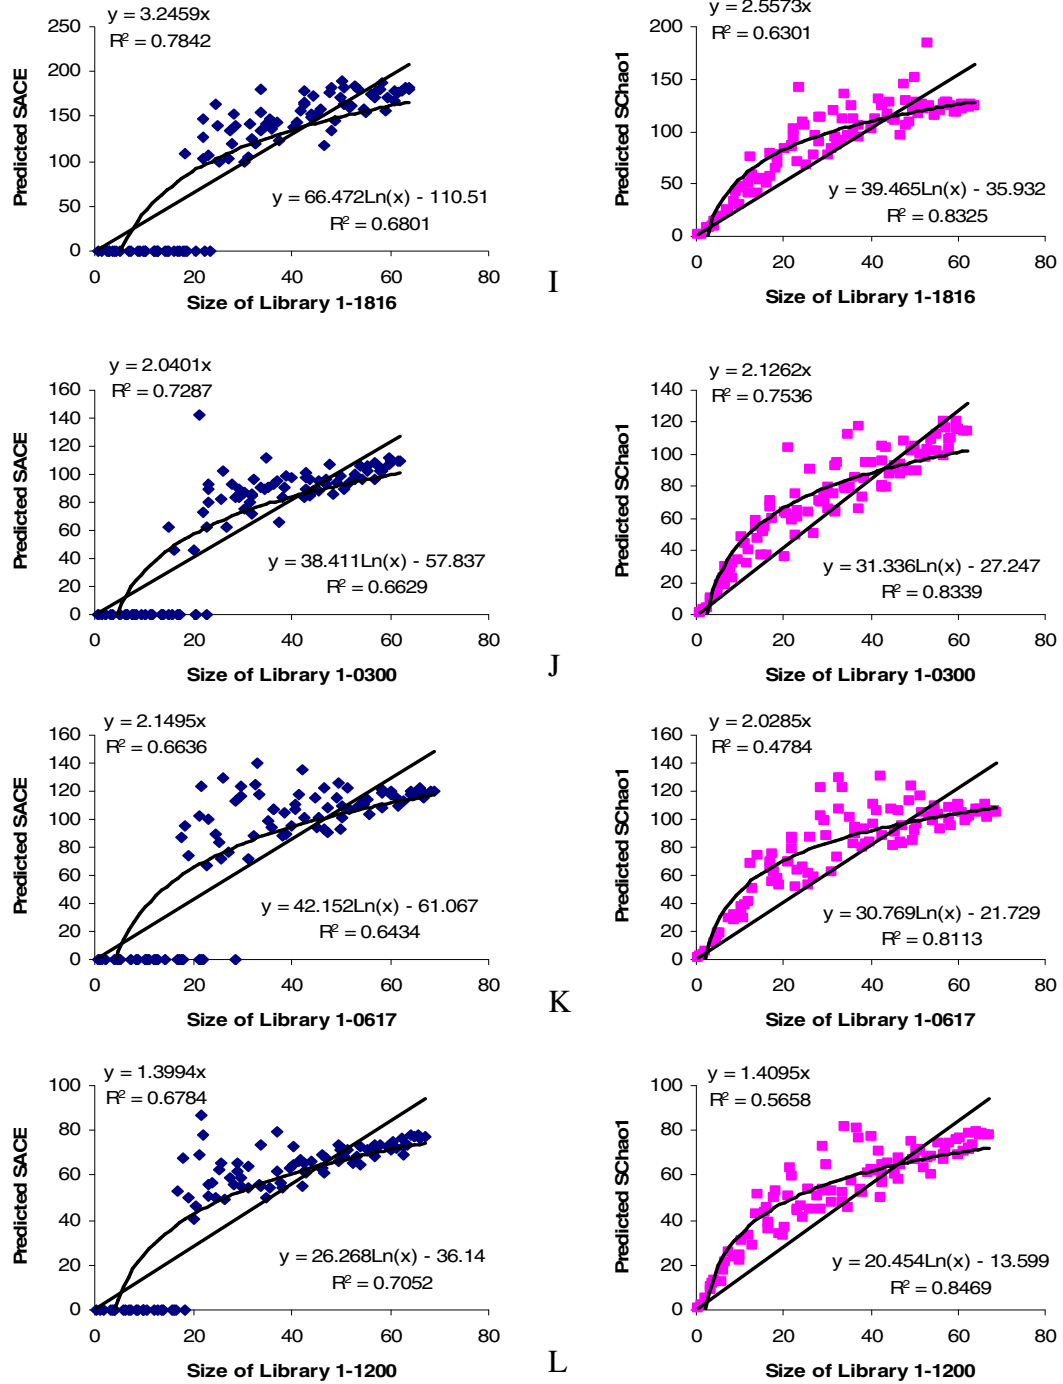 y = 3.2459x
R² = 0.7842
250
200
150
100
50
0
Predicted SACE
y = 66.472Ln(x) - 110.51
R² = 0.6801
0 20 40 60 80
Size of Library 1-1816
I
y = 2.5573x
R² = 0.6301
200
150
100
50
0
Predicted SChao1
y = 39.465Ln(x) - 35.932
R² = 0.8325
0 20 40 60 80
Size of Library 1-1816
y = 2.0401x
R² = 0.7287
160
140
120
100
80
60
40
20
0
Predicted SACE
y = 38.411Ln(x) - 57.837
R² = 0.6629
0 20 40 60 80
Size of Library 1-0300
J
y = 2.1262x
R² = 0.7536
140
120
100
80
60
40
20
0
Predicted SChao1
y = 31.336Ln(x) - 27.247
R² = 0.8339
0 20 40 60 80
Size of Library 1-0300
y = 2.1495x
R² = 0.6636
160
140
120
100
80
60
40
20
0
Predicted SACE
y = 42.152Ln(x) - 61.067
R² = 0.6434
0 20 40 60 80
Size of Library 1-0617
K
y = 2.0285x
R² = 0.4784
160
140
120
100
80
60
40
20
0
Predicted SChao1
y = 30.769Ln(x) - 21.729
R² = 0.8113
0 20 40 60 80
Size of Library 1-0617
y = 1.3994x
R² = 0.6784
100
80
60
40
20
0
Predicted SACE
y = 26.268Ln(x) - 36.14
R² = 0.7052
0 20 40 60 80
Size of Library 1-1200
L
y = 1.4095x
R² = 0.5658
100
80
60
40
20
0
Predicted SChao1
y = 20.454Ln(x) - 13.599
R² = 0.8469
0 20 40 60 80
Size of Library 1-1200